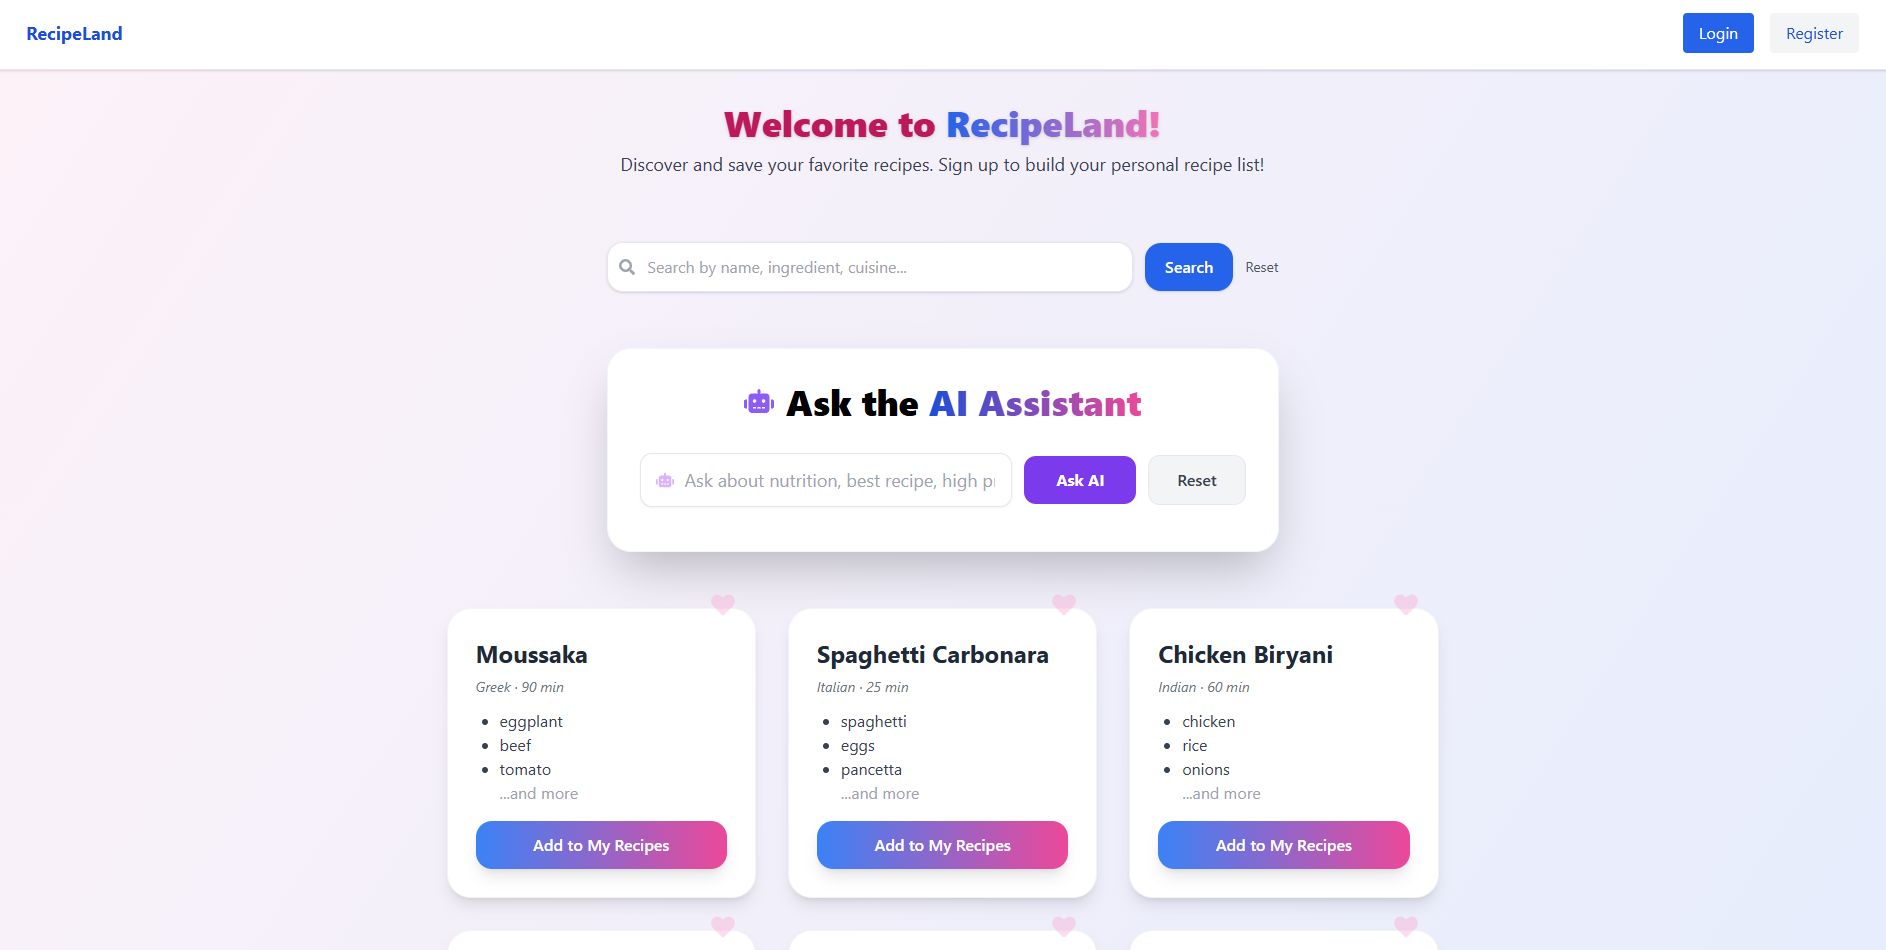 RecipeLand
Login
Register
Welcome to RecipeLand!
Discover and save your favorite recipes. Sign up to build your personal recipe list!
Search by name, ingredient, cuisine...
Search
Reset
Ask the AI Assistant
Ask about nutrition, best recipe, high p
Ask AI
Reset
Moussaka
Greek · 90 min
• eggplant
• beef
• tomato
...and more
Add to My Recipes
Spaghetti Carbonara
Italian · 25 min
• spaghetti
• eggs
• pancetta
...and more
Add to My Recipes
Chicken Biryani
Indian · 60 min
• chicken
• rice
• onions
...and more
Add to My Recipes